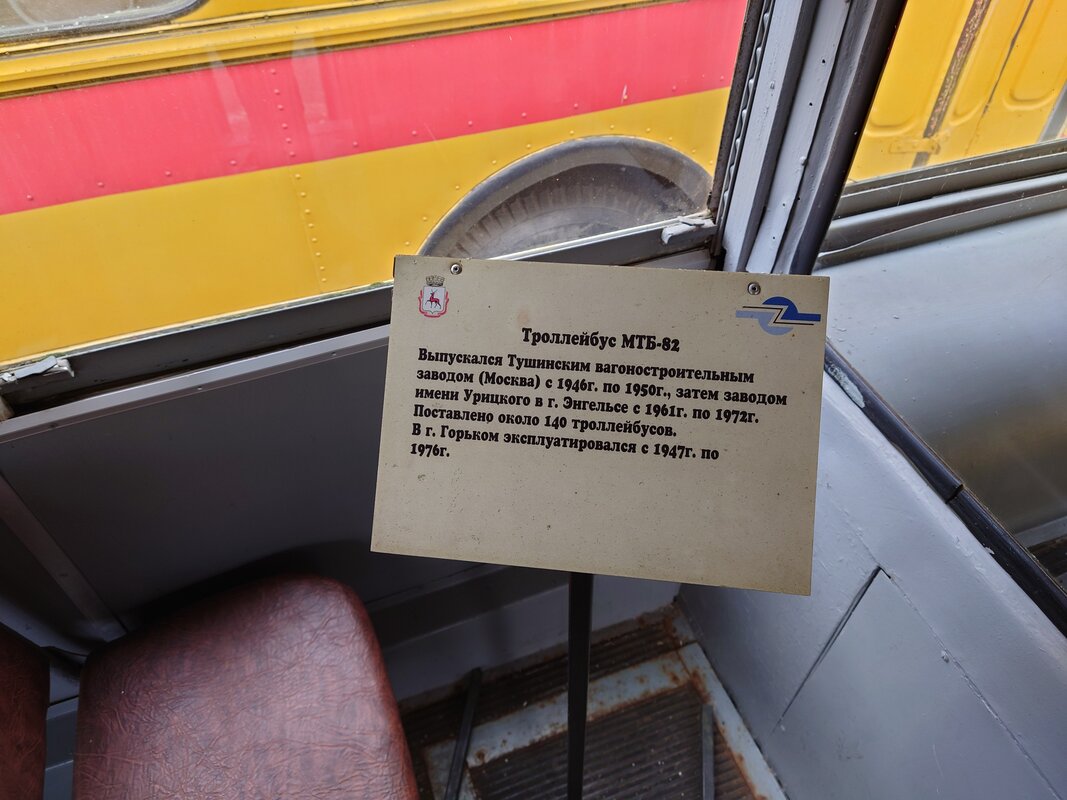 Троллейбус МТБ-82
Выпускался Тушинским вагоностроительным
заводом (Москва) с 1946г. по 1950г., затем заводом
имени Урицкого в г. Энгельсе с 1961г. по 1972г.
Поставлено около 140 троллейбусов.
В г. Горьком эксплуатировался с 1947г. по
1976г.